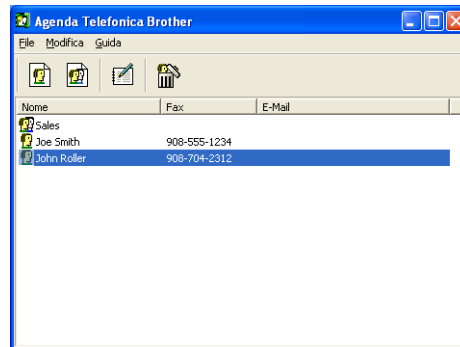 Agenda Telefonica Brother
File Modifica Guida
Nome Fax E-Mail
Sales
Joe Smith 908-555-1234
John Roller 908-704-2312